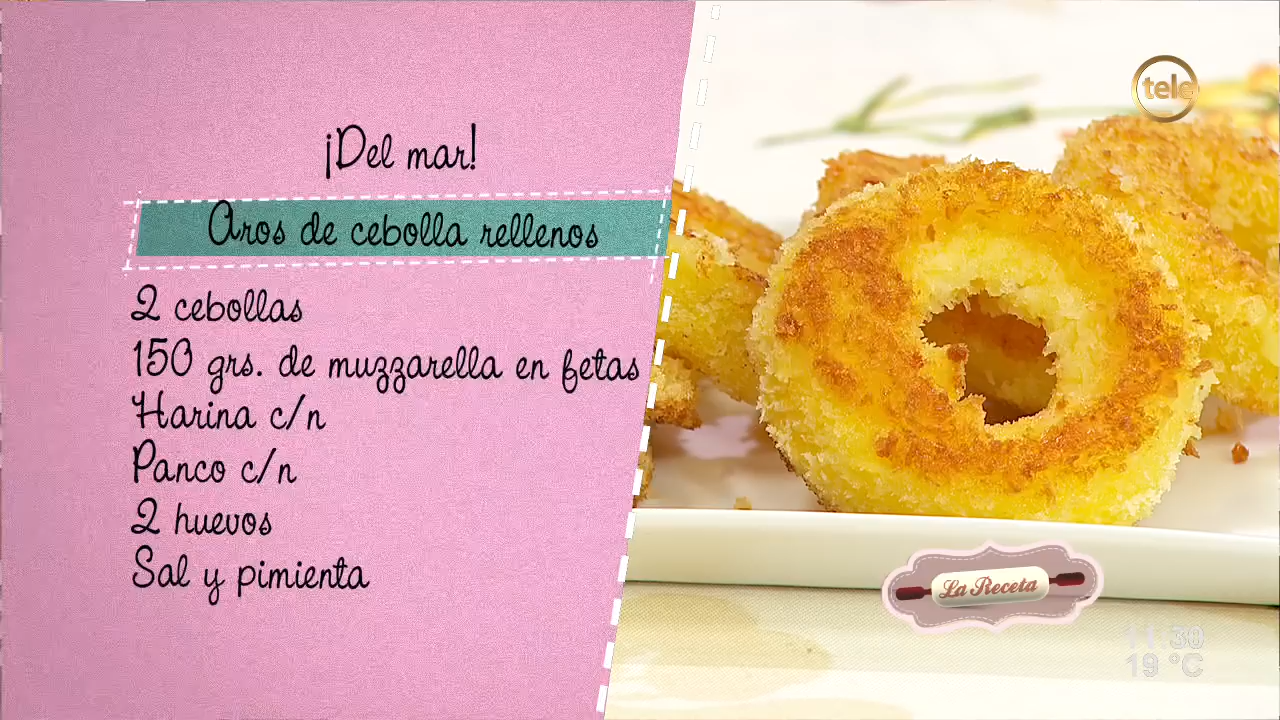 ¡Del mar!
Aros de cebolla rellenos
2 cebollas
150 grs. de muzzarella en fetas
Harina c/n
Panco c/n
2 huevos
Sal y pimienta
tele
La Receta
11:30
19 °C